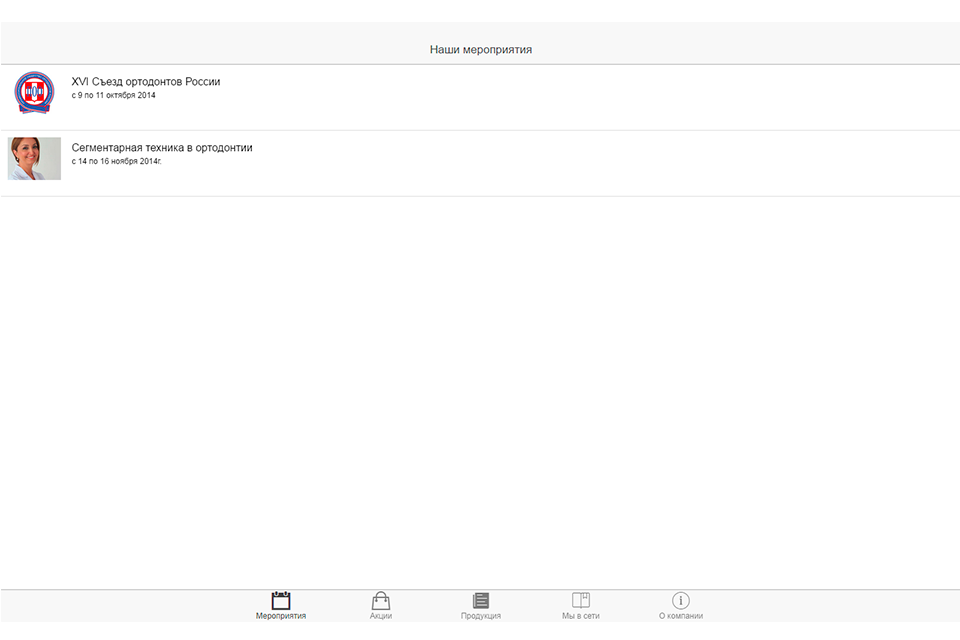 Наши мероприятия
XVI Съезд ортодонтов России
с 9 по 11 октября 2014
Сегментарная техника в ортодонтии
с 14 по 16 ноября 2014г.
Мероприятия
Акции
Продукция
Мы в сети
О компании